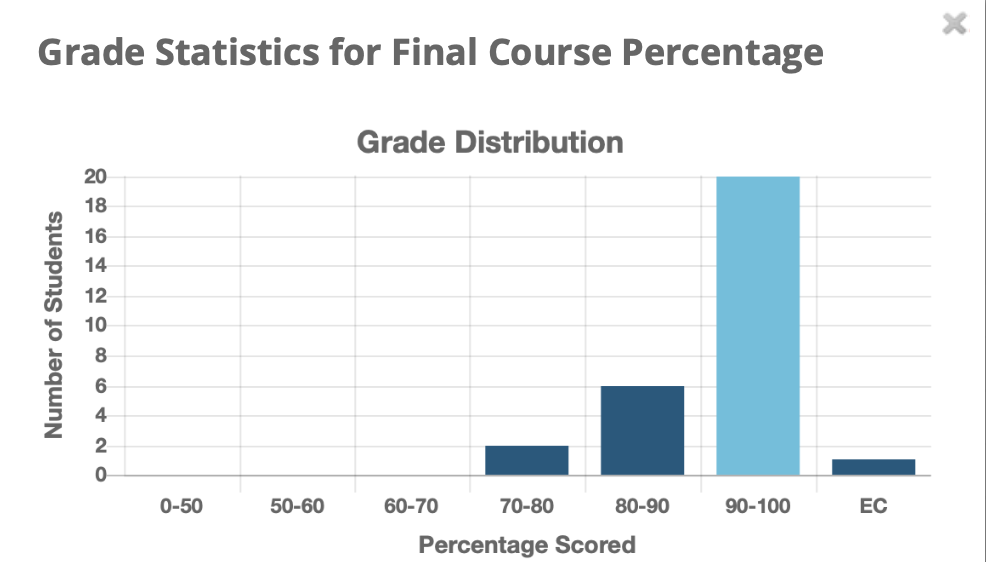 Grade Statistics for Final Course Percentage
Grade Distribution
Number of Students
20
18
16
14
12
10
8
6
4
2
0
0-50 50-60 60-70 70-80 80-90 90-100 EC
Percentage Scored